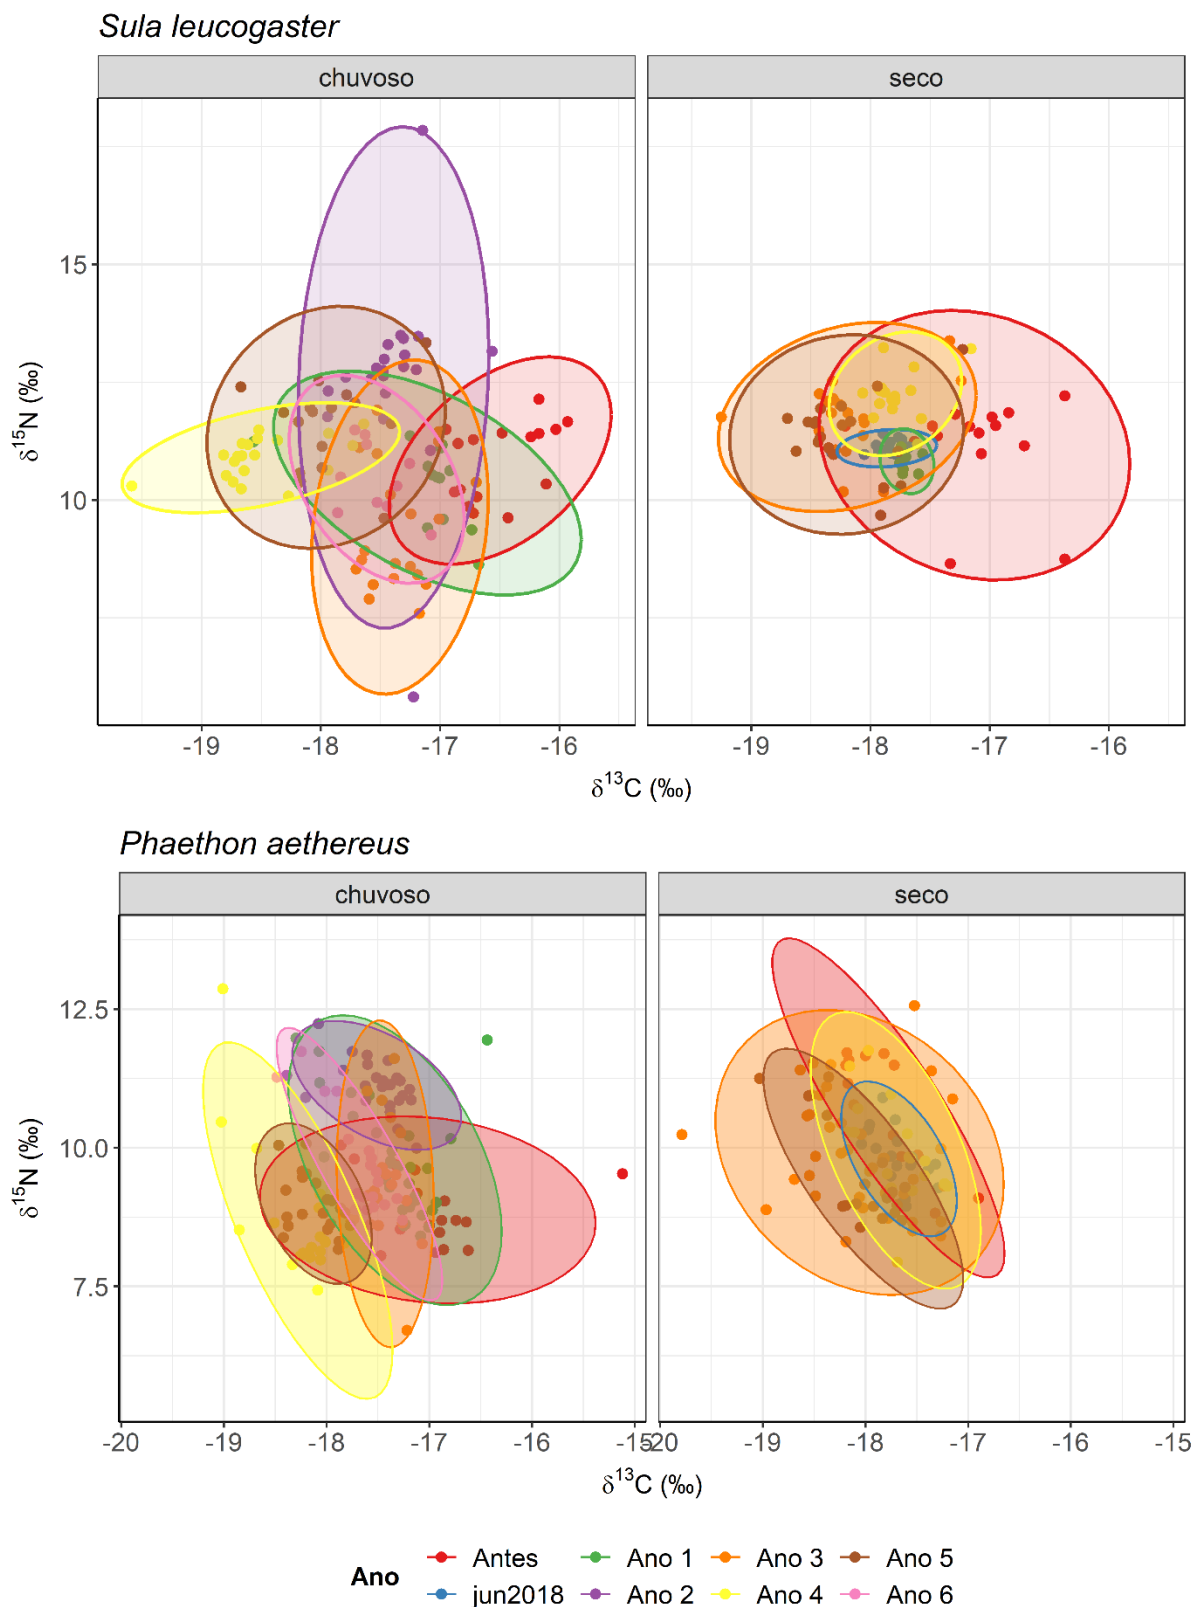 Sula leucogaster
chuvoso
seco
15
10
δ15N (‰)
-19 -18 -17 -16 -19 -18 -17 -16
δ13C (‰)
Phaethon aethereus
chuvoso
seco
12.5
10.0
7.5
δ15N (‰)
-20 -19 -18 -17 -16 -15 -20 -19 -18 -17 -16 -15
δ13C (‰)
Ano
Antes Ano 1 Ano 3 Ano 5
jun2018 Ano 2 Ano 4 Ano 6